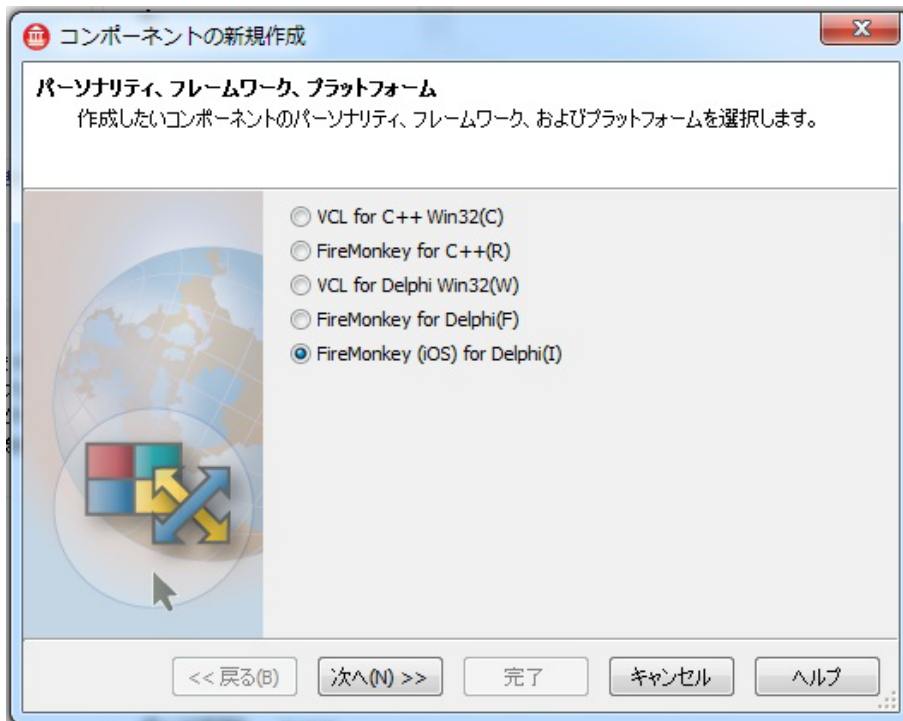 コンポーネントの新規作成
パーソナリティ、フレームワーク、プラットフォーム
作成したいコンポーネントのパーソナリティ、フレームワーク、およびプラットフォームを選択します。
VCL for C++ Win32(C)
FireMonkey for C++(R)
VCL for Delphi Win32(W)
FireMonkey for Delphi(F)
FireMonkey (iOS) for Delphi(I)
<< 戻る(B) 次へ(N) >> 完了 キャンセル ヘルプ